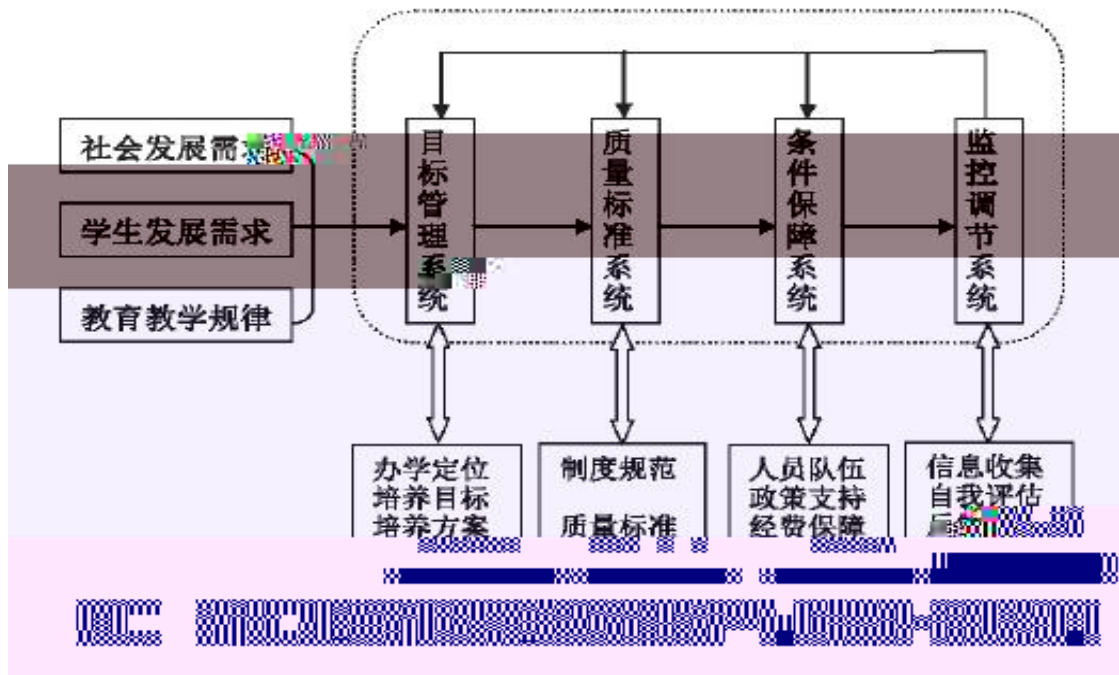 社会发展需
学生发展需求
教育教学规律
目标管理系统
质量标准系统
条件保障系统
监控调节系统
办学定位
培养目标
培养方案
制度规范
质量标准
人员队伍
政策支持
经费保障
信息收集
自我评估